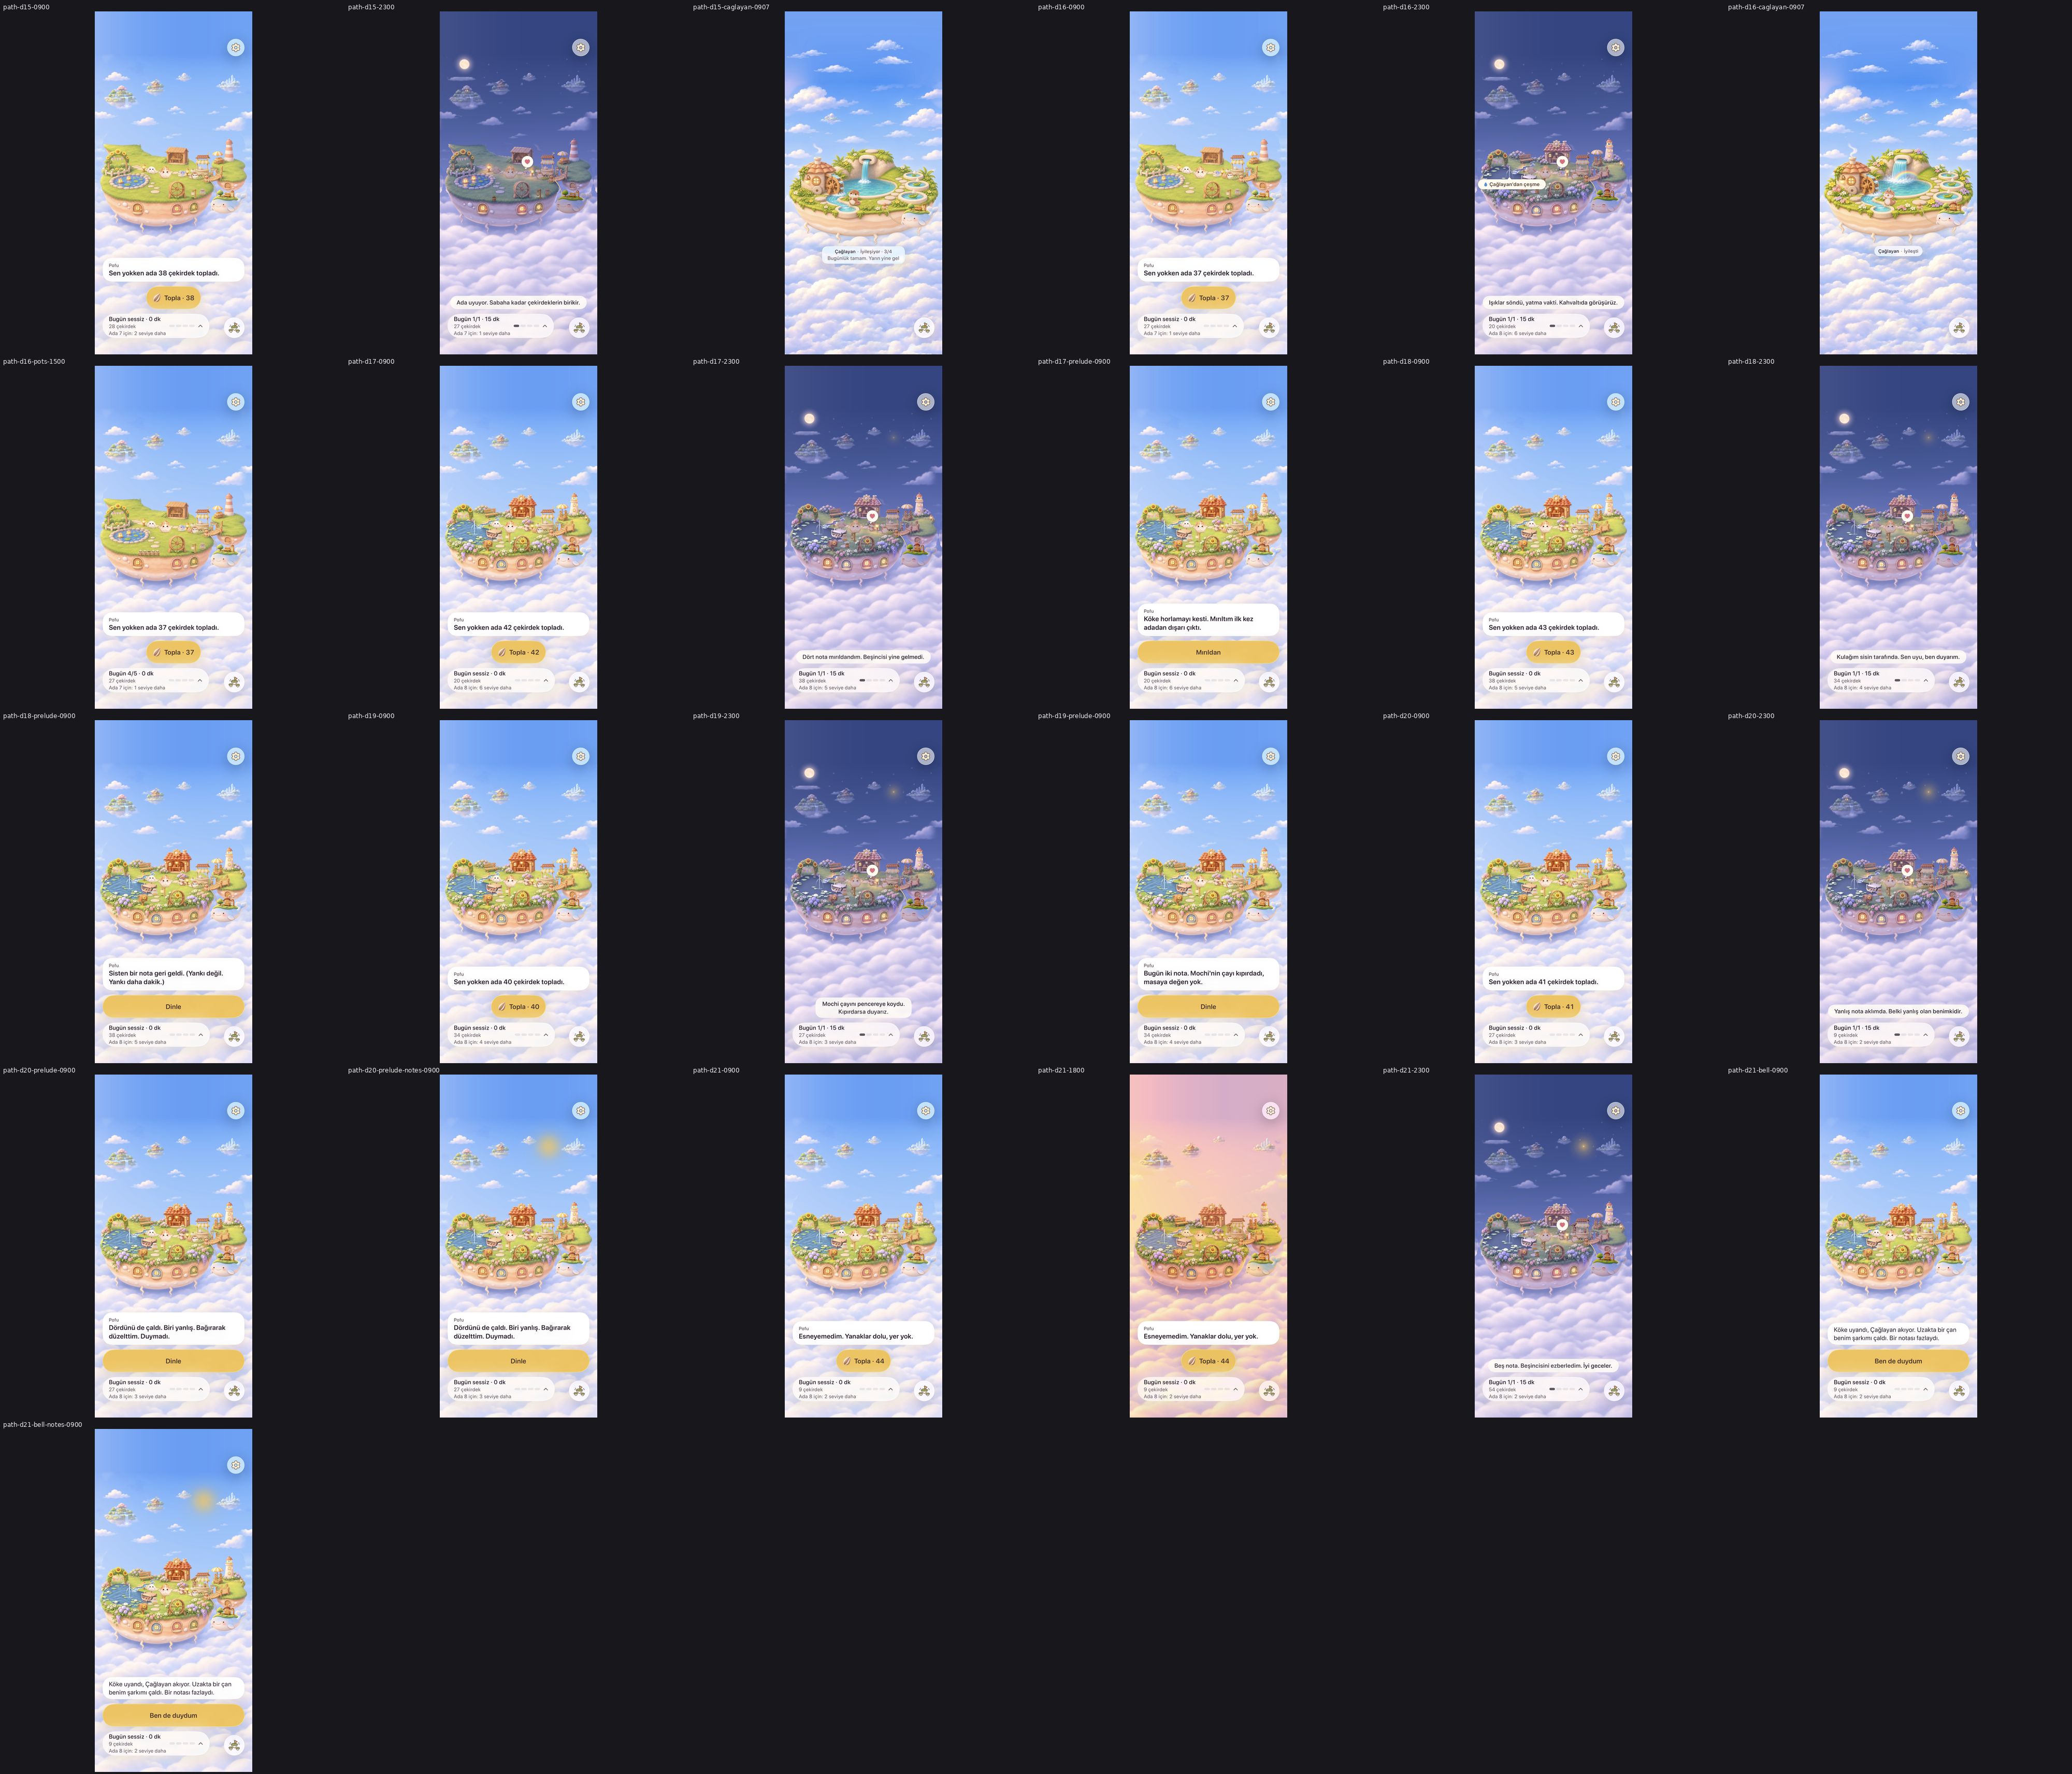 path-d15-0900
Pofu
Sen yokken ada 38 çekirdek topladı.
Topla · 38
Bugün sessiz · 0 dk
28 çekirdek
Ada 7 için: 2 seviye daha
path-d15-2300
Ada uyuyor. Sabaha kadar çekirdeklerin birikir.
Bugün 1/1 · 15 dk
27 çekirdek
Ada 7 için: 1 seviye daha
path-d15-caglayan-0907
Çağlayan · İyileşiyor ·
Bugünlük tamam. Yarın yine gel
path-d16-0900
Pofu
Sen yokken ada 37 çekirdek topladı.
Topla · 37
Bugün sessiz · 0 dk
27 çekirdek
Ada 7 için: 1 seviye daha
path-d16-2300
Çağlayan'dan çeşme
Işıklar söndü, yatma vakti. Kahvaltıda görüşürüz.
Bugün 1/1 · 15 dk
20 çekirdek
Ada 8 için: 6 seviye daha
path-d16-caglayan-0907
Çağlayan · İyileşti
path-d16-pots-1500
Pofu
Sen yokken ada 37 çekirdek topladı.
Topla · 37
Bugün 4/5 · 0 dk
27 çekirdek
Ada 7 için: 1 seviye daha
path-d17-0900
Pofu
Sen yokken ada 42 çekirdek topladı.
Topla · 42
Bugün sessiz · 0 dk
20 çekirdek
Ada 8 için: 6 seviye daha
path-d17-2300
Dört nota mırıldandım. Beşincisi yine gelmedi.
Bugün 1/1 · 15 dk
38 çekirdek
Ada 8 için: 5 seviye daha
path-d17-prelude-0900
Pofu
Köke horlamayı kesti. Mırıltım ilk kez
adadan dışarı çıktı.
Mırıldan
Bugün sessiz · 0 dk
20 çekirdek
Ada 8 için: 6 seviye daha
path-d18-0900
Pofu
Sen yokken ada 43 çekirdek topladı.
Topla · 43
Bugün sessiz · 0 dk
38 çekirdek
Ada 8 için: 5 seviye daha
path-d18-2300
Kulağım sisin tarafında. Sen uyu, ben duyarım.
Bugün 1/1 · 15 dk
34 çekirdek
Ada 8 için: 4 seviye daha
path-d18-prelude-0900
Pofu
Sisten bir nota geri geldi. (Yankı değil.
Yankı daha dakik.)
Dinle
Bugün sessiz · 0 dk
38 çekirdek
Ada 8 için: 5 seviye daha
path-d19-0900
Pofu
Sen yokken ada 40 çekirdek topladı.
Topla · 40
Bugün sessiz · 0 dk
34 çekirdek
Ada 8 için: 4 seviye daha
path-d19-2300
Mochi çayını pencereye koydu.
Kıpırdarsa duyarız.
Bugün 1/1 · 15 dk
27 çekirdek
Ada 8 için: 3 seviye daha
path-d19-prelude-0900
Pofu
Bugün iki nota. Mochi'nin çayı kıpırdadı,
masaya değen yok.
Dinle
Bugün sessiz · 0 dk
34 çekirdek
Ada 8 için: 4 seviye daha
path-d20-0900
Pofu
Sen yokken ada 41 çekirdek topladı.
Topla · 41
Bugün sessiz · 0 dk
27 çekirdek
Ada 8 için: 3 seviye daha
path-d20-2300
Yanlış nota aklımda. Belki yanlış olan benimkidir.
Bugün 1/1 · 15 dk
9 çekirdek
Ada 8 için: 2 seviye daha
path-d20-prelude-0900
Pofu
Dördünü de çaldı. Biri yanlış. Bağırarak
düzelttim. Duymadı.
Dinle
Bugün sessiz · 0 dk
27 çekirdek
Ada 8 için: 3 seviye daha
path-d20-prelude-notes-0900
Pofu
Dördünü de çaldı. Biri yanlış. Bağırarak
düzelttim. Duymadı.
Dinle
Bugün sessiz · 0 dk
27 çekirdek
Ada 8 için: 3 seviye daha
path-d21-0900
Pofu
Esneyemedim. Yanaklar dolu, yer yok.
Topla · 44
Bugün sessiz · 0 dk
9 çekirdek
Ada 8 için: 2 seviye daha
path-d21-1800
Pofu
Esneyemedim. Yanaklar dolu, yer yok.
Topla · 44
Bugün sessiz · 0 dk
9 çekirdek
Ada 8 için: 2 seviye daha
path-d21-2300
Beş nota. Beşincisini ezberledim. İyi geceler.
Bugün 1/1 · 15 dk
54 çekirdek
Ada 8 için: 2 seviye daha
path-d21-bell-0900
Köke uyandı, Çağlayan akıyor. Uzakta bir çan
benim şarkımı çaldı. Bir notası fazlaydı.
Ben de duydum
Bugün sessiz · 0 dk
9 çekirdek
Ada 8 için: 2 seviye daha
path-d21-bell-notes-0900
Köke uyandı, Çağlayan akıyor. Uzakta bir çan
benim şarkımı çaldı. Bir notası fazlaydı.
Ben de duydum
Bugün sessiz · 0 dk
9 çekirdek
Ada 8 için: 2 seviye daha